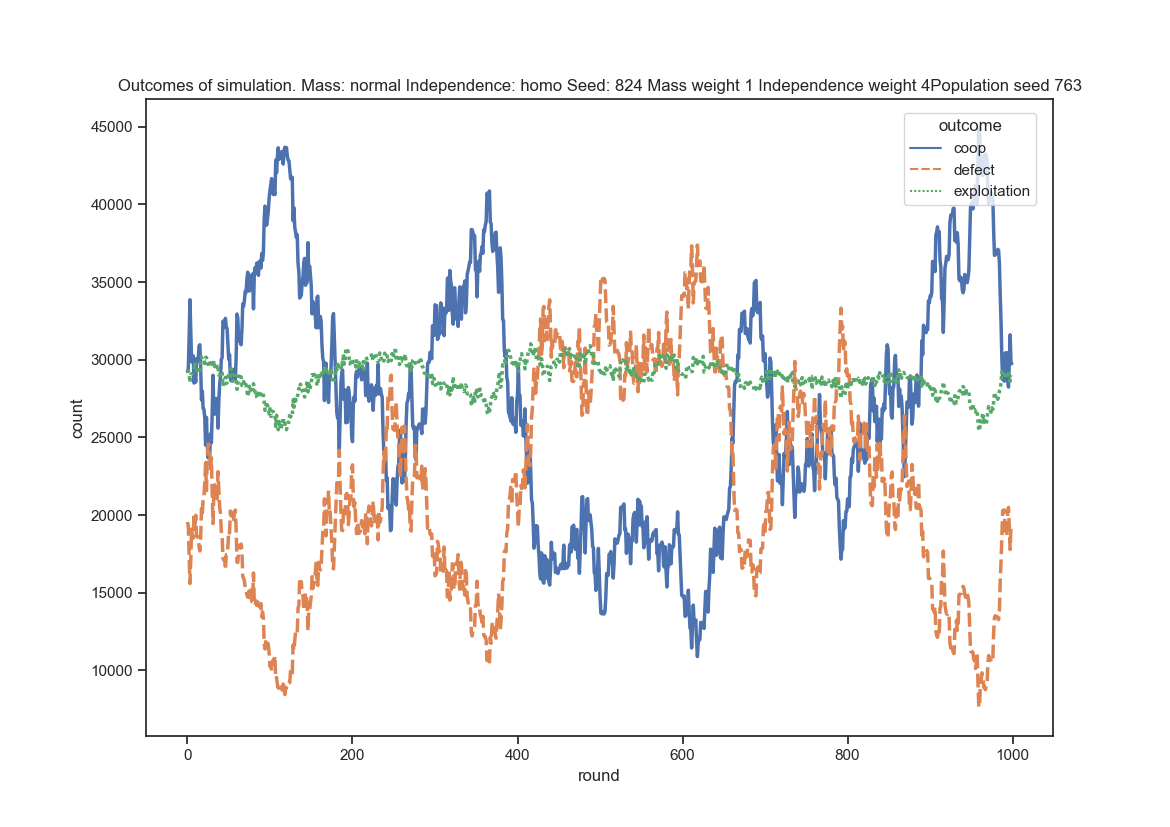 Outcomes of simulation. Mass: normal Independence: homo Seed: 824 Mass weight 1 Independence weight 4Population seed 763
outcome
coop
defect
exploitation
45000
40000
35000
30000
25000
20000
15000
10000
count
0
200
400
600
800
1000
round